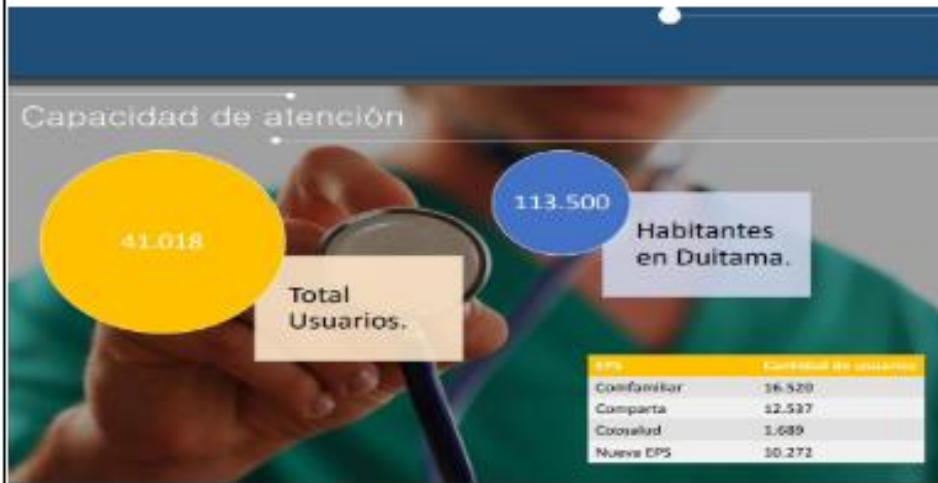 Capacidad de atención
41.018
Total
Usuarios.
113.500
Habitantes
en Duitama.
EPS Cantidad de usuarios
Comfamiliar 16.520
Comparta 12.537
Coosalud 1.689
Nueva EPS 10.272